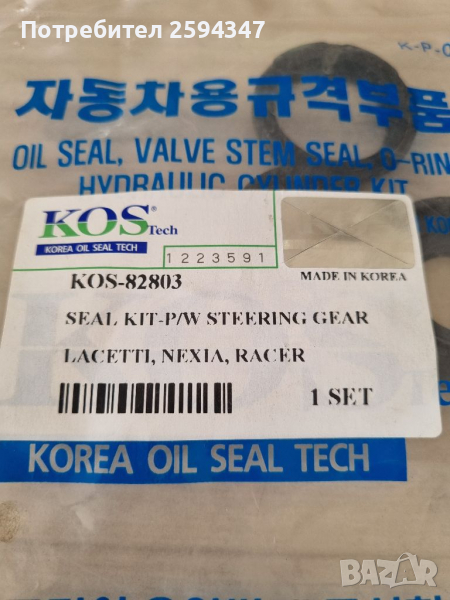 Потребител 2594347
K-P-
자동차용규격부품
OIL SEAL, VALVE STEM SEAL, O-RIN
HYDRAULIC CYLINDER KIT
KOS® Tech
KOREA OIL SEAL TECH
1223591
KOS-82803
MADE IN KOREA
SEAL KIT-P/W STEERING GEAR
LACETTI, NEXIA, RACER
1 SET
KOREA OIL SEAL TECH
BAZAR